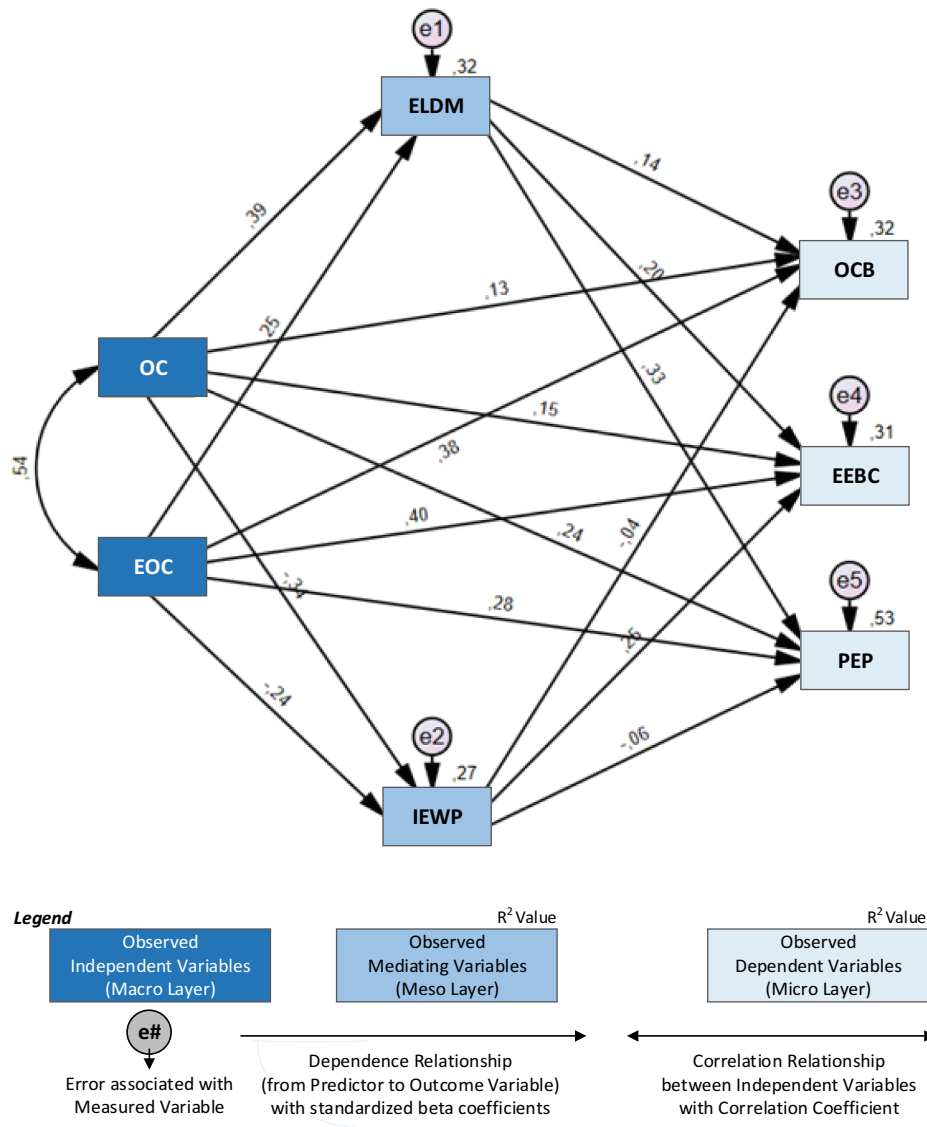 e1
,32
ELDM
,14
e3
,39
,32
OCB
,20
,13
,25
OC
,33
e4
,15
,31
,38
EEBC
,54
,40
-,04
,24
EOC
-,34
e5
,28
,53
,25
PEP
-,24
e2
-,06
,27
IEWP
Legend
R2 Value
R2 Value
Observed
Independent Variables
(Macro Layer)
Observed
Mediating Variables
(Meso Layer)
Observed
Dependent Variables
(Micro Layer)
e#
Error associated with
Measured Variable
Dependence Relationship
(from Predictor to Outcome Variable)
with standardized beta coefficients
Correlation Relationship
between Independent Variables
with Correlation Coefficient